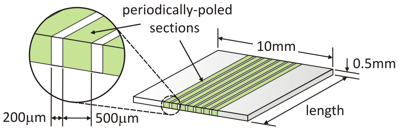 periodically-poled
sections
10mm
0.5mm
length
200μm
500μm